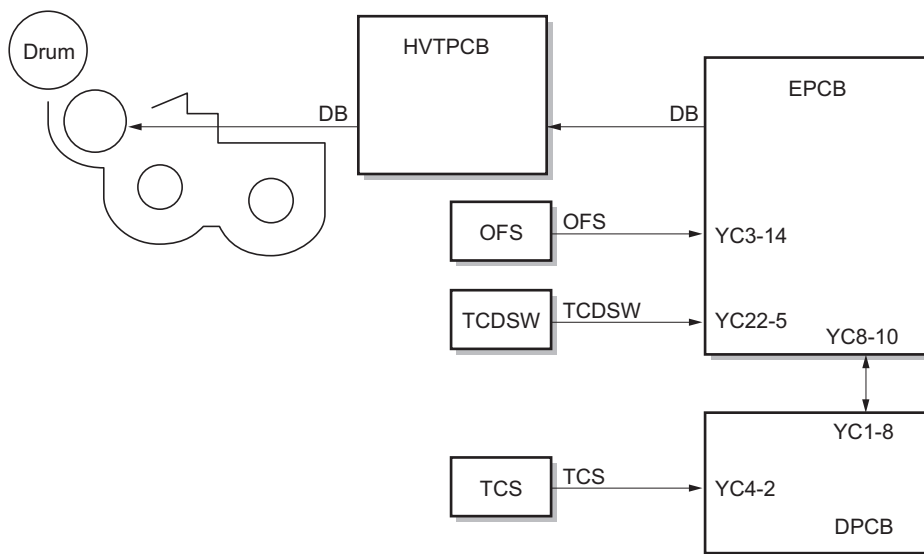 Drum
HVTPCB
EPCB
DB
DB
OFS
OFS
YC3-14
TCDSW
TCDSW
YC22-5
YC8-10
YC1-8
TCS
TCS
YC4-2
DPCB